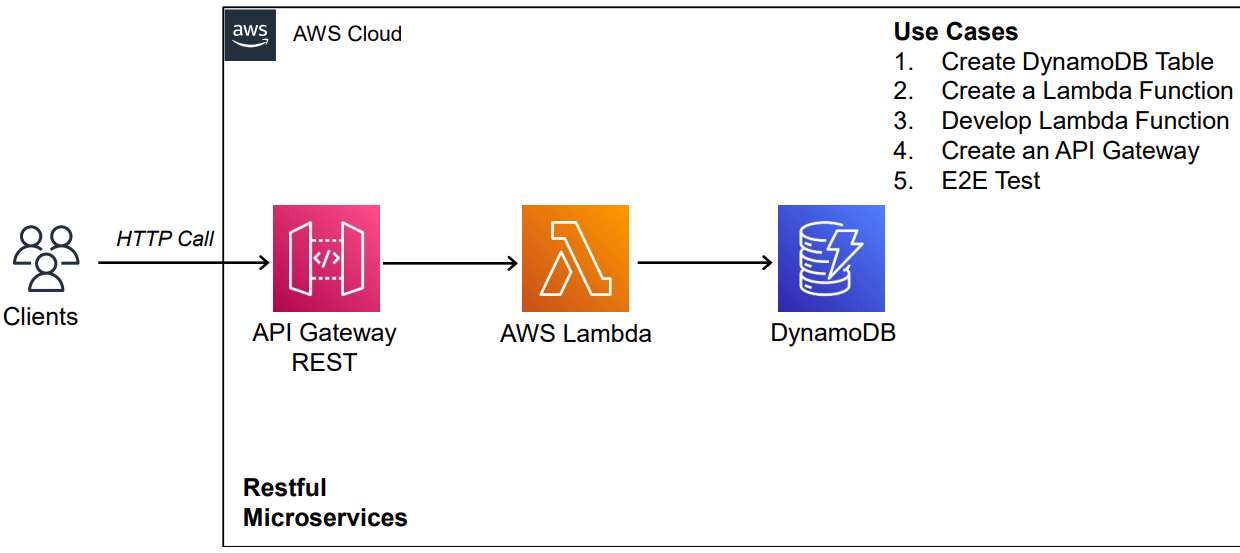 aws
AWS Cloud
Use Cases
1. Create DynamoDB Table
2. Create a Lambda Function
3. Develop Lambda Function
4. Create an API Gateway
5. E2E Test
HTTP Call
</>
Clients
API Gateway
REST
AWS Lambda
DynamoDB
Restful
Microservices